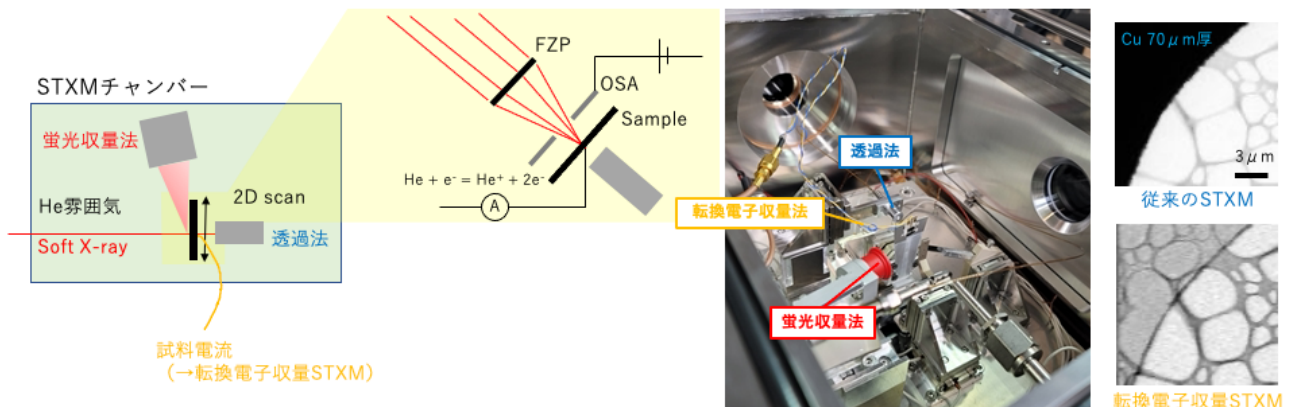 STXMチャンバー
蛍光収量法
He雰囲気
2D scan
Soft X-ray
透過法
試料電流
（→転換電子収量STXM）
FZP
OSA
Sample
He + e⁻ = He⁺ + 2e⁻
A
透過法
転換電子収量法
蛍光収量法
Cu 70μm厚
3μm
従来のSTXM
転換電子収量STXM